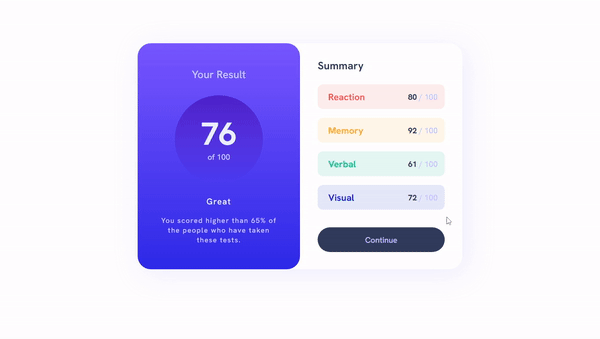 Your Result
76
of 100
Great
You scored higher than 65% of
the people who have taken
these tests.
Summary
Reaction 80 / 100
Memory 92 / 100
Verbal 61 / 100
Visual 72 / 100
Continue